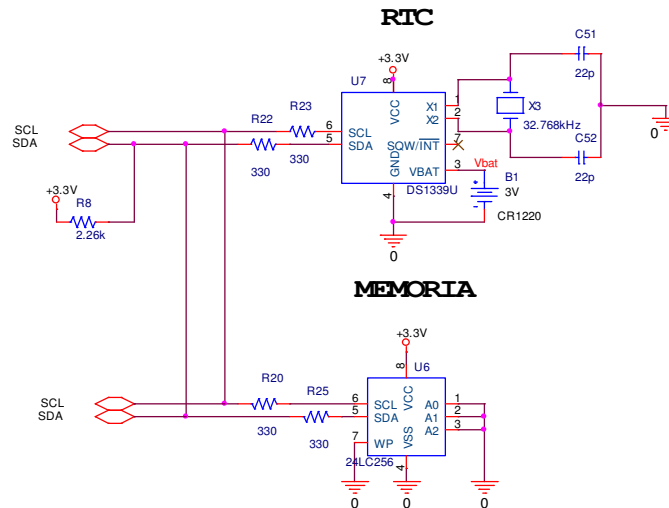 RTC
C51
+3.3V
22p
U7
8
VCC
X1
1
X2
2
X3
32.768kHz
0
R23
R22
SCL
SDA
6
5
SCL
SDA
SQW/INT
7
GND
VBAT
3
Vbat
C52
22p
330
330
4
DS1339U
B1
3V
CR1220
+3.3V
R8
2.26k
0
MEMORIA
+3.3V
U6
8
R20
R25
SCL
SDA
6
5
SCL
SDA
VCC
A0
A1
A2
1
2
3
330
330
7
WP
VSS
24LC256
4
0
0
0